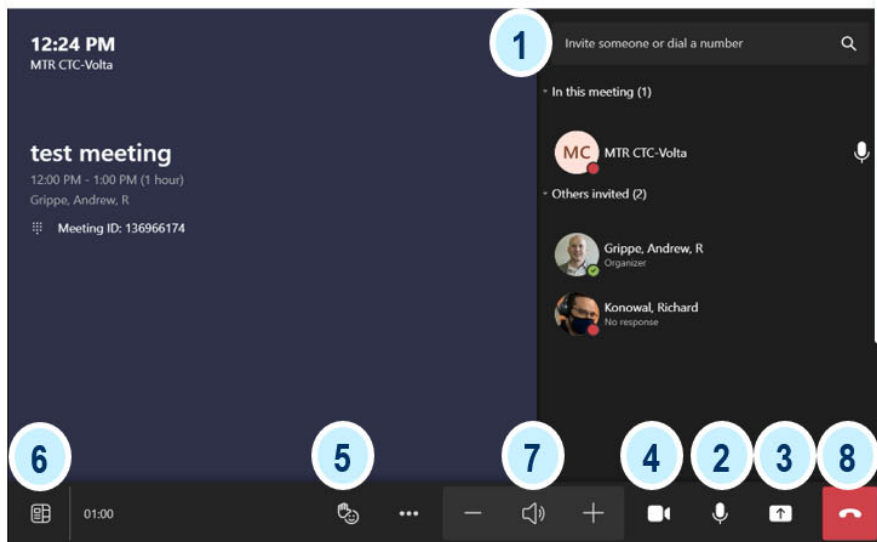 12:24 PM
MTR CTC-Volta
test meeting
12:00 PM - 1:00 PM (1 hour)
Grippe, Andrew, R
Meeting ID: 136966174
1
Invite someone or dial a number
In this meeting (1)
MC
MTR CTC-Volta
Others invited (2)
Grippe, Andrew, R
Organizer
Konowal, Richard
No response
6
5
7
4
2
3
8
01:00